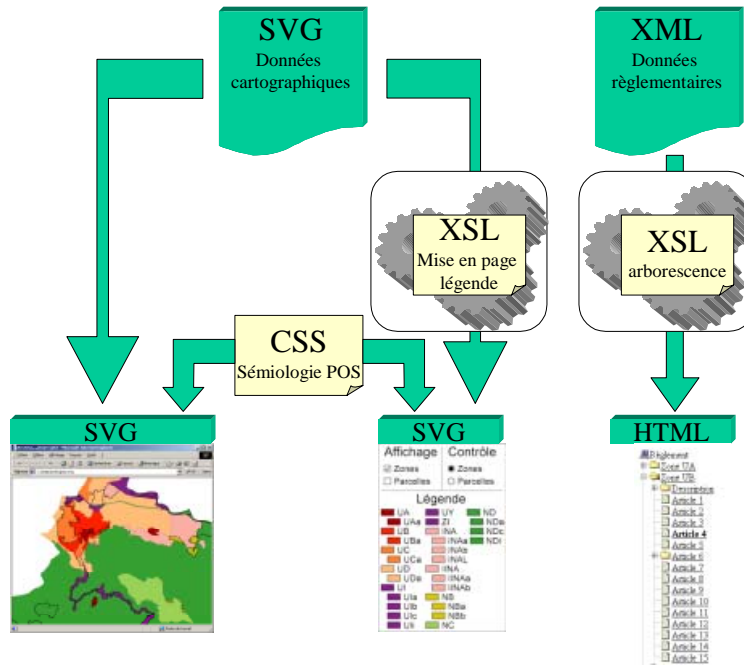 SVG
Données
cartographiques
XML
Données
règlementaires
XSL
Mise en page
légende
XSL
arborescence
CSS
Sémiologie POS
SVG
SVG
Affichage Contrôle
Zones Zones
Parcelles Parcelles
Légende
UA UY ND
UAa ZI NDa
UB INA NDc
UBa INAa NDi
UC INAs
UCa INAL
UD IINA
UDa IINAa
UI IINAb
UIa NB
UIb NBa
UIc NBb
UIi NC
HTML
Règlement
Zone UA
Zone UB
Description
Article 1
Article 2
Article 3
Article 4
Article 5
Article 6
Article 7
Article 8
Article 9
Article 10
Article 11
Article 12
Article 13
Article 14
Article 15